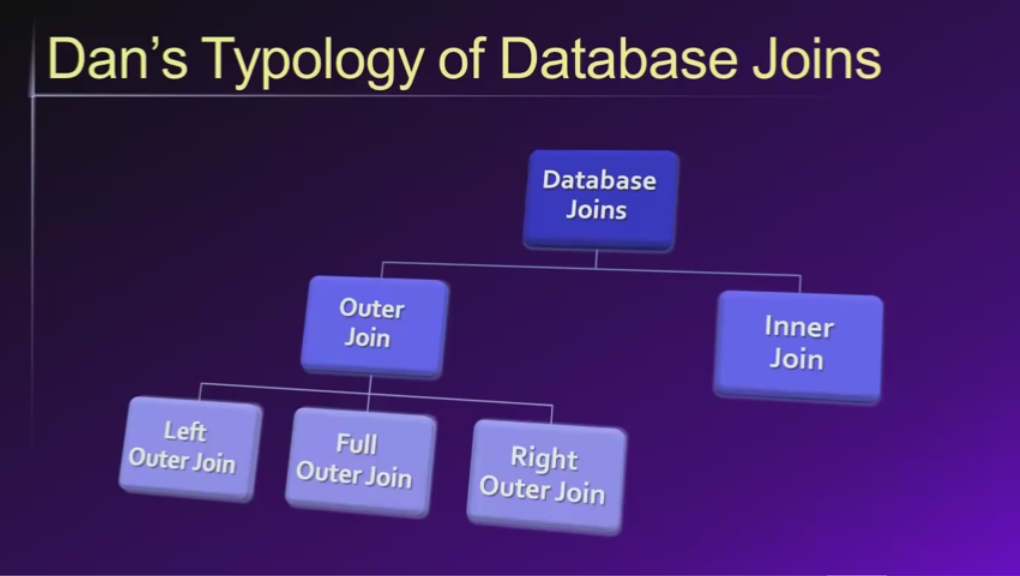 Dan's Typology of Database Joins
Database
Joins
Outer
Join
Inner
Join
Left
Outer Join
Full
Outer Join
Right
Outer Join